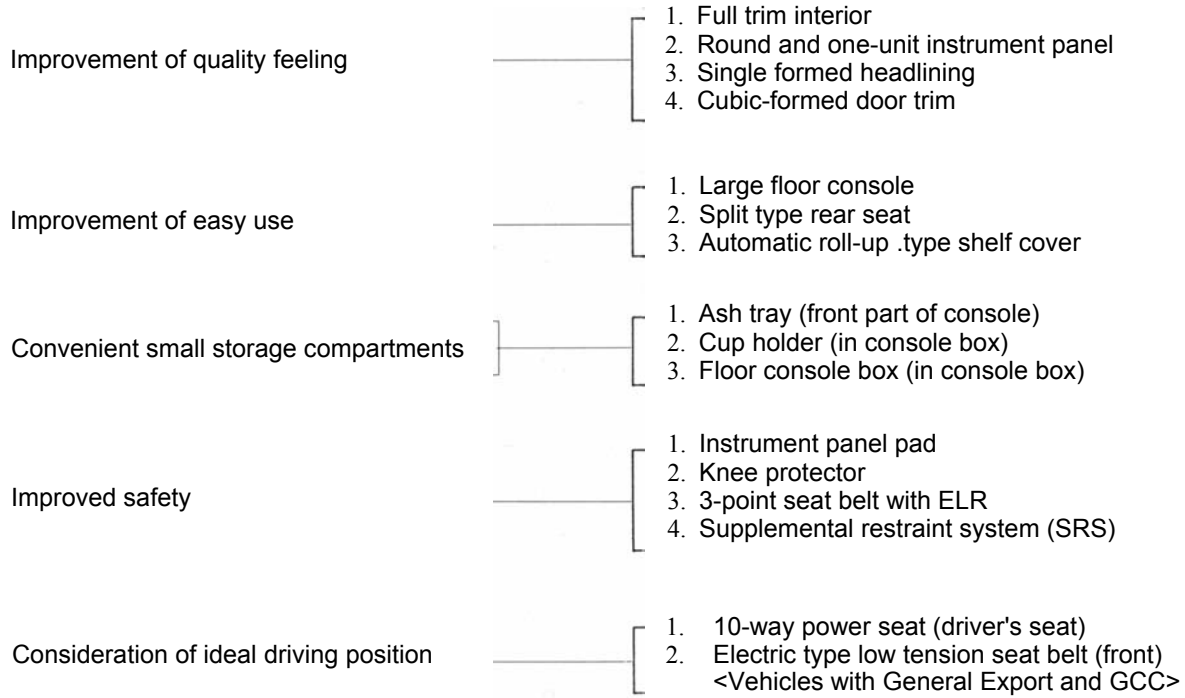 Improvement of quality feeling
1. Full trim interior
2. Round and one-unit instrument panel
3. Single formed headlining
4. Cubic-formed door trim
Improvement of easy use
1. Large floor console
2. Split type rear seat
3. Automatic roll-up .type shelf cover
Convenient small storage compartments
1. Ash tray (front part of console)
2. Cup holder (in console box)
3. Floor console box (in console box)
Improved safety
1. Instrument panel pad
2. Knee protector
3. 3-point seat belt with ELR
4. Supplemental restraint system (SRS)
Consideration of ideal driving position
1. 10-way power seat (driver's seat)
2. Electric type low tension seat belt (front)
<Vehicles with General Export and GCC>